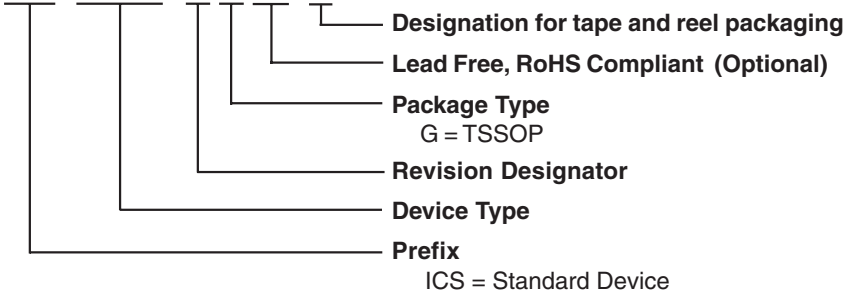 Designation for tape and reel packaging
Lead Free, RoHS Compliant (Optional)
Package Type
G = TSSOP
Revision Designator
Device Type
Prefix
ICS = Standard Device